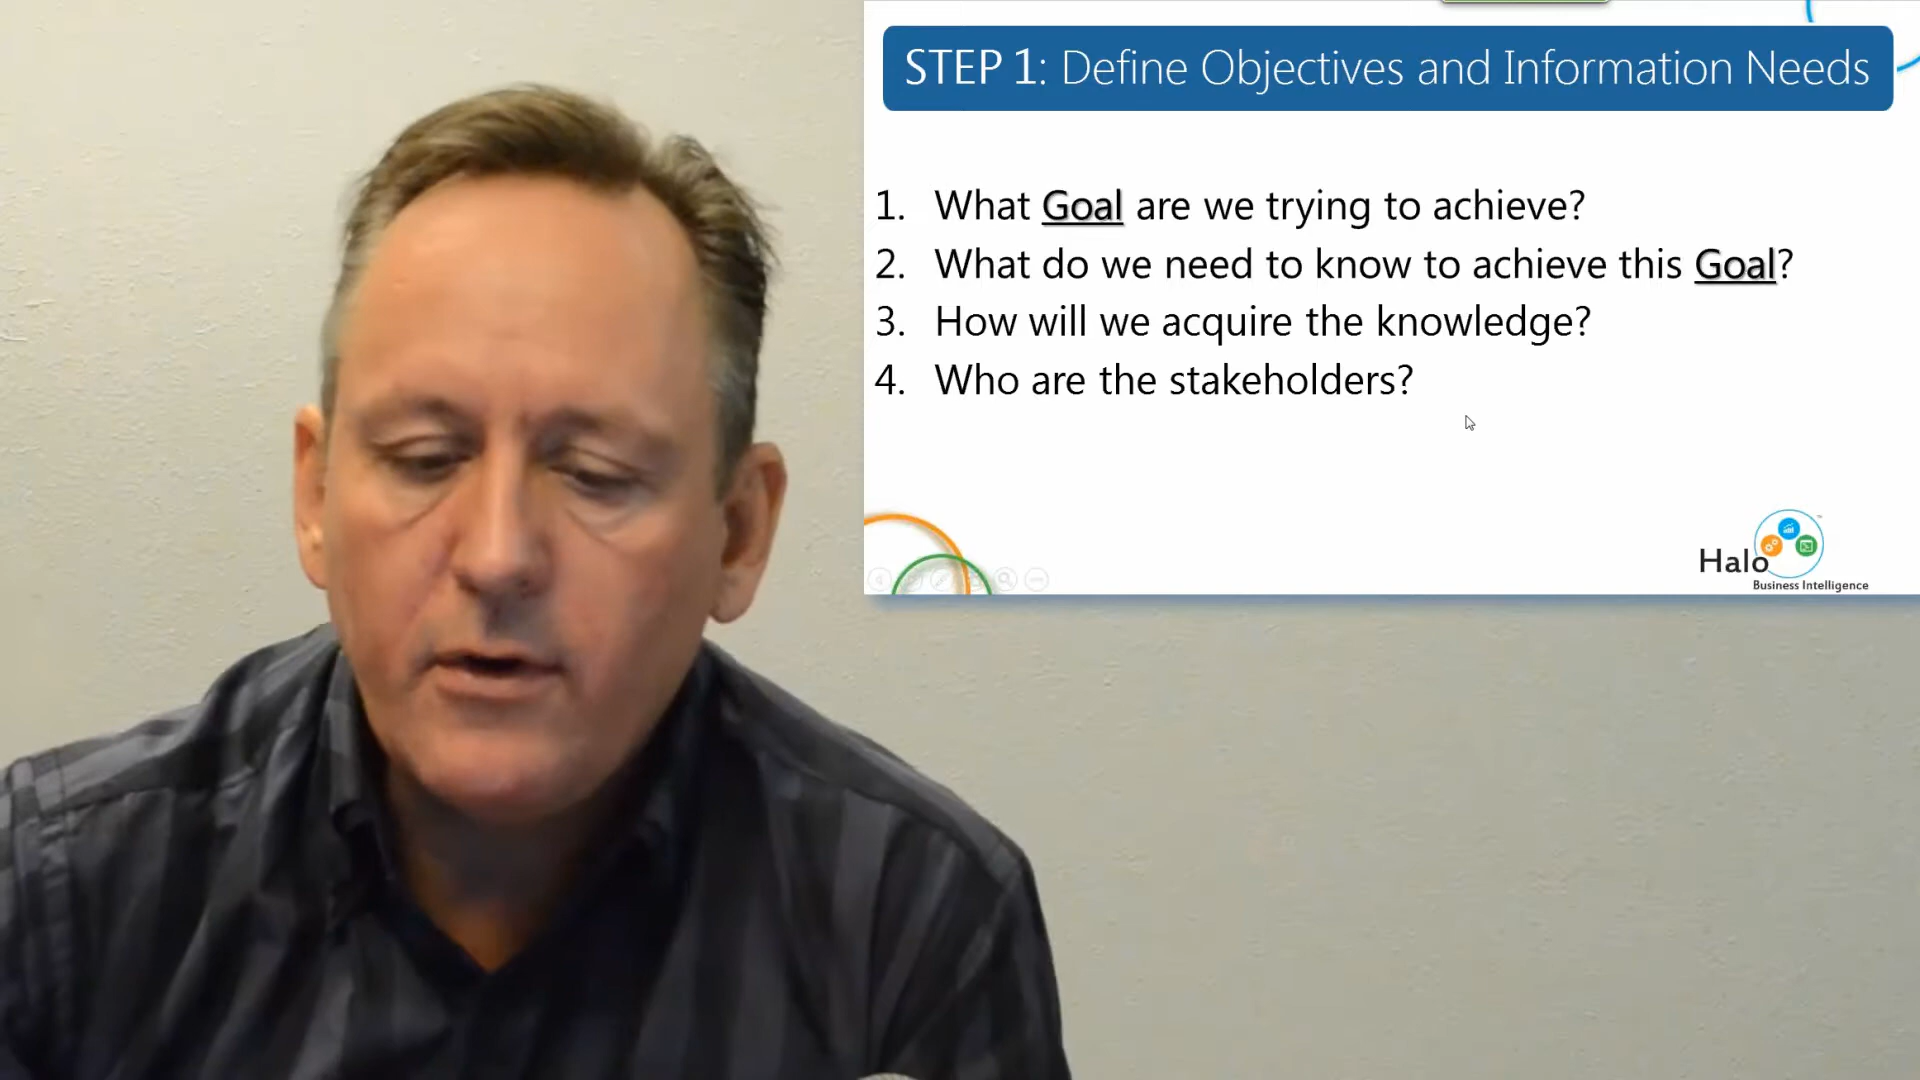 STEP 1: Define Objectives and Information Needs
1. What Goal are we trying to achieve?
2. What do we need to know to achieve this Goal?
3. How will we acquire the knowledge?
4. Who are the stakeholders?
Halo
Business Intelligence